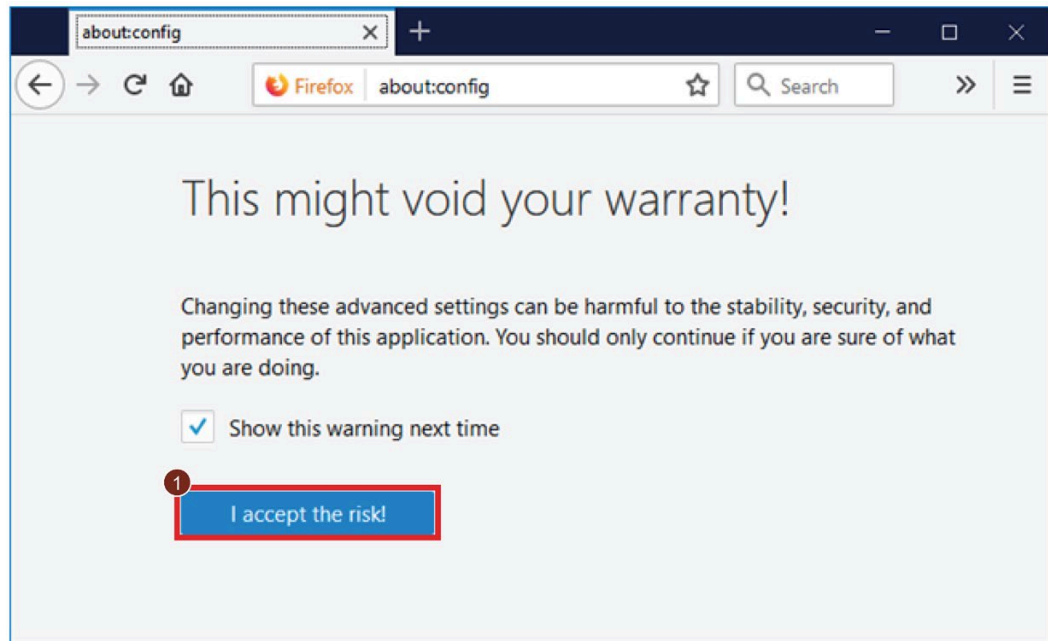 about:config
Firefox about:config Search
This might void your warranty!
Changing these advanced settings can be harmful to the stability, security, and
performance of this application. You should only continue if you are sure of what
you are doing.
Show this warning next time
1
I accept the risk!